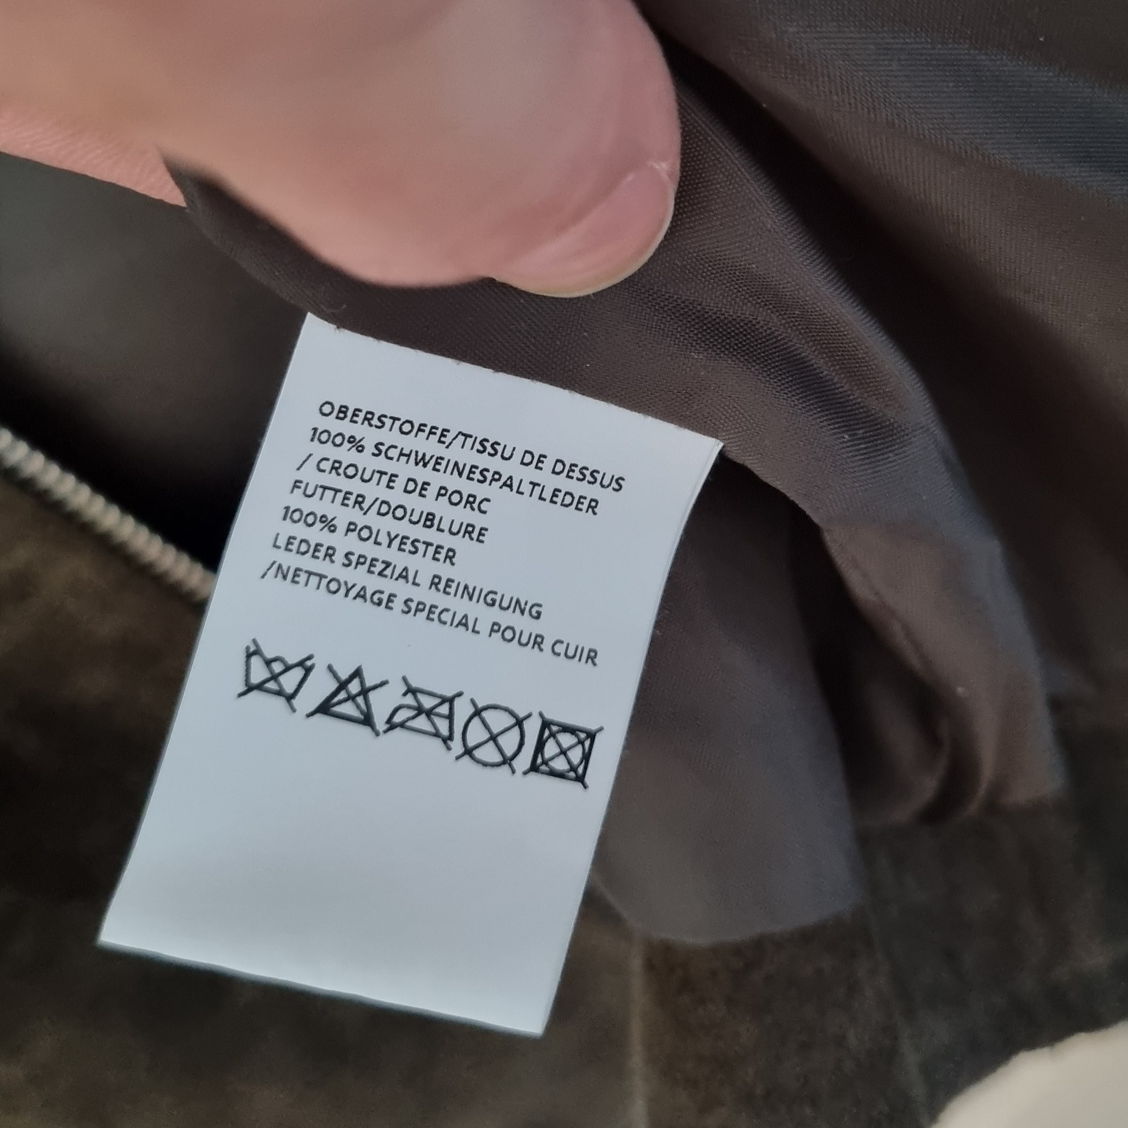 OBERSTOFFE/TISSU DE DESSUS
100% SCHWEINESPALTLEDER
/ CROUTE DE PORC
FUTTER/DOUBLURE
100% POLYESTER
LEDER SPEZIAL REINIGUNG
/NETTOYAGE SPECIAL POUR CUIR